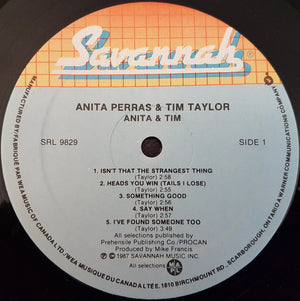 Savannah
ANITA PERRAS & TIM TAYLOR
ANITA & TIM
SRL 9829
SIDE 1
1. ISN'T THAT THE STRANGEST THING
(Taylor) 2:58
2. HEADS YOU WIN (TAILS I LOSE)
(Taylor) 2:55
3. SOMETHING GOOD
(Taylor) 2:56
4. SAY WHEN
(Taylor) 2:57
5. I'VE FOUND SOMEONE TOO
(Taylor) 3:49
All selections published by
Prehensile Publishing Co./PROCAN
Produced by Mike Francis
All selections
℗©1987 SAVANNAH MUSIC INC.
MANUFACTURED BY/FABRIQUÉ PAR WEA MUSIC OF CANADA LTD./WEA MUSIQUE DU CANADA LTÉE. 1810 BIRCHMOUNT RD., SCARBOROUGH, ONTARIO A WARNER COMMUNICATIONS COMPANY